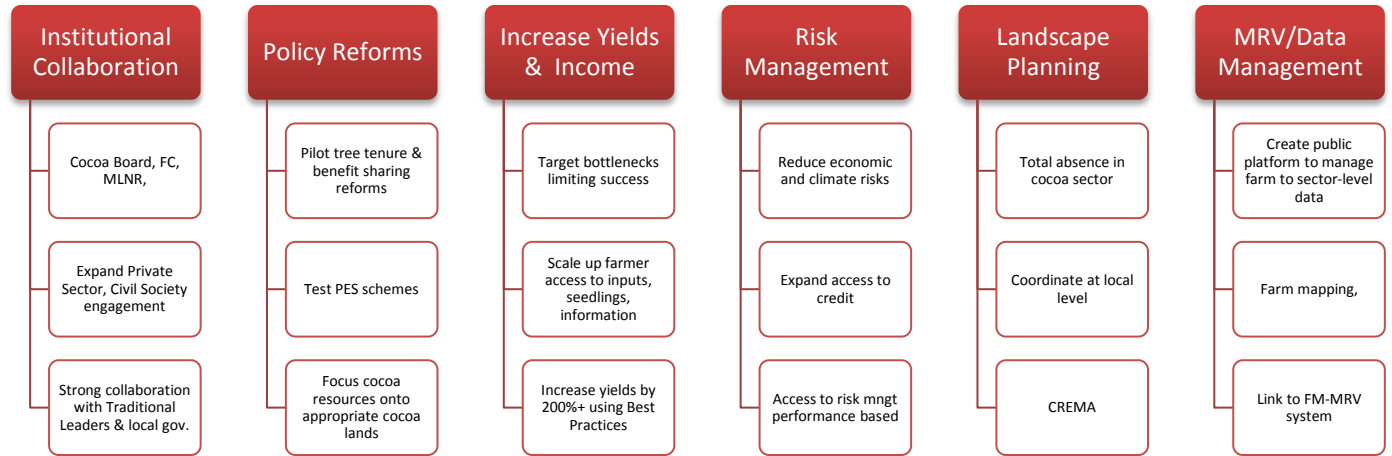 Institutional
Collaboration
Cocoa Board, FC,
MLNR,
Expand Private
Sector, Civil Society
engagement
Strong collaboration
with Traditional
Leaders & local gov.
Policy Reforms
Pilot tree tenure &
benefit sharing
reforms
Test PES schemes
Focus cocoa
resources onto
appropriate cocoa
lands
Increase Yields
& Income
Target bottlenecks
limiting success
Scale up farmer
access to inputs,
seedlings,
information
Increase yields by
200%+ using Best
Practices
Risk
Management
Reduce economic
and climate risks
Expand access to
credit
Access to risk mngt
performance based
Landscape
Planning
Total absence in
cocoa sector
Coordinate at local
level
CREMA
MRV/Data
Management
Create public
platform to manage
farm to sector-level
data
Farm mapping,
Link to FM-MRV
system